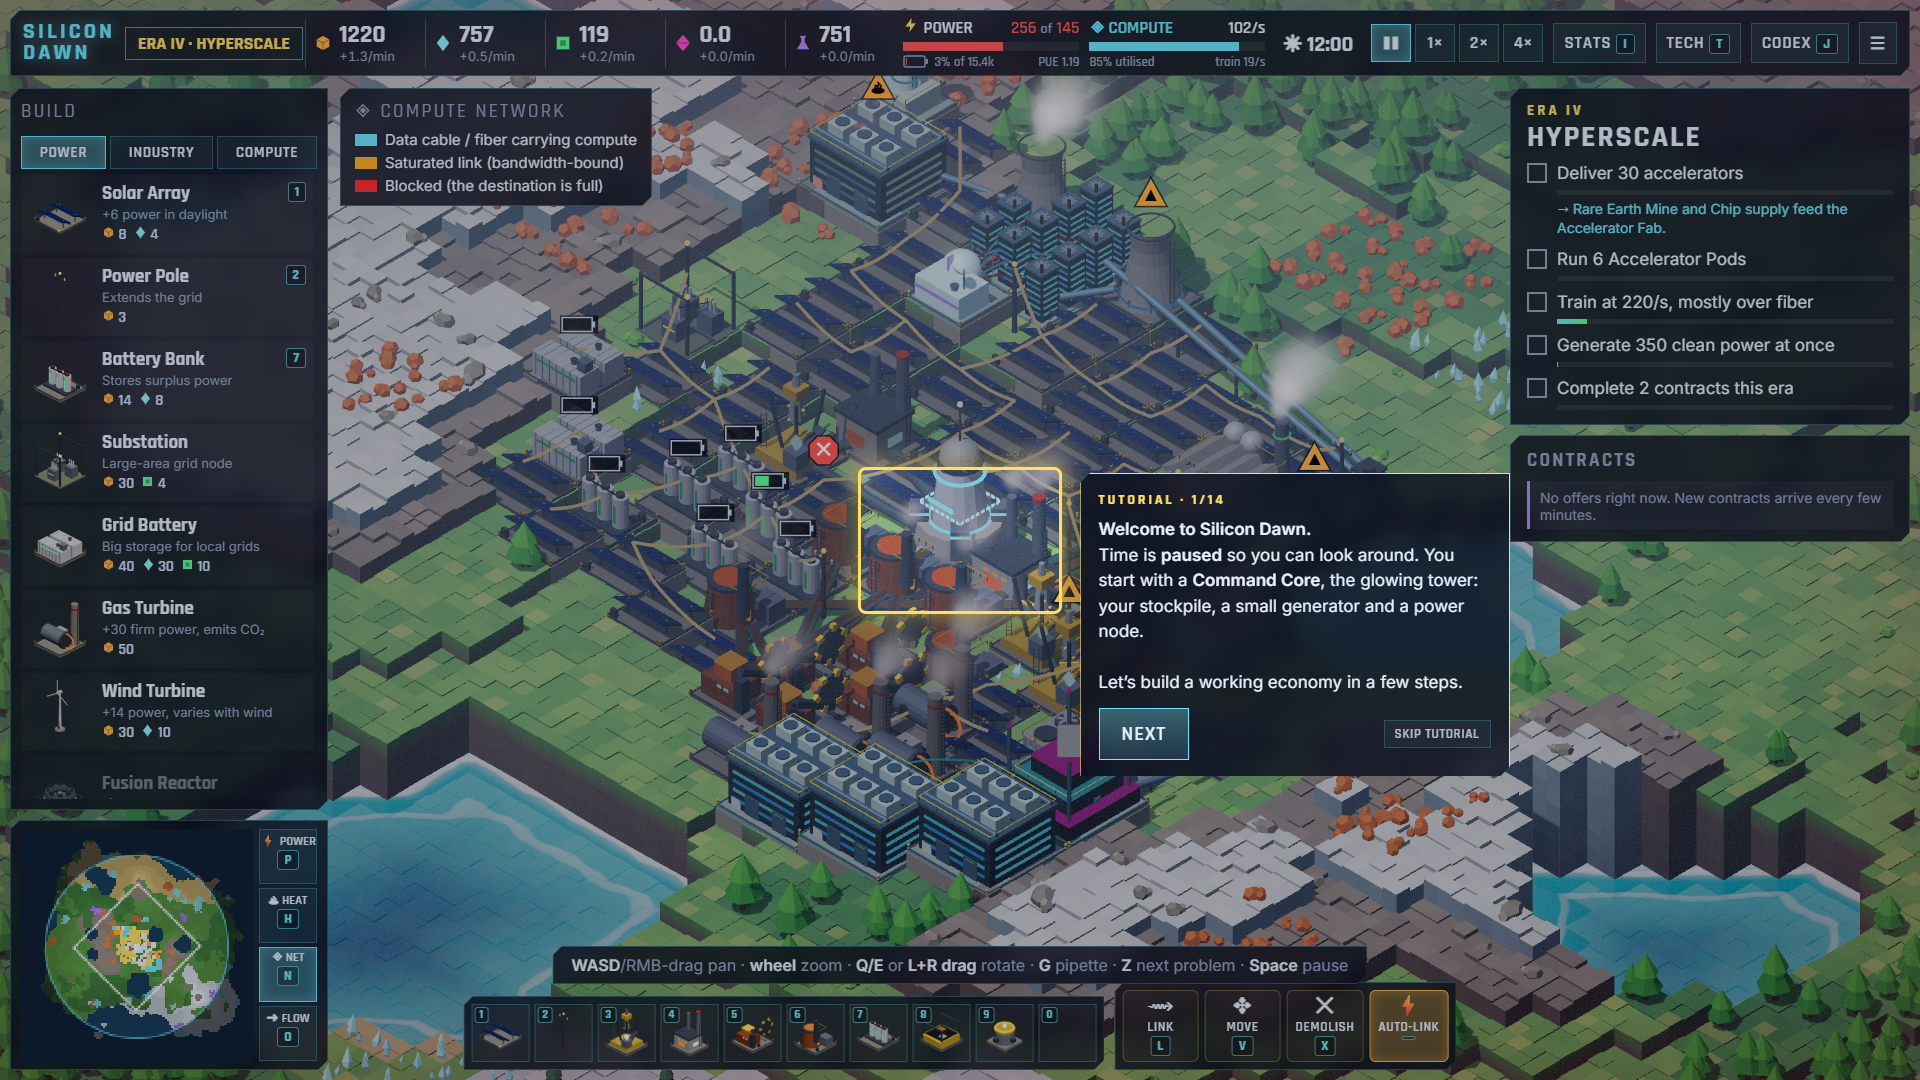 SILICON DAWN
ERA IV · HYPERSCALE
1220
+1.3/min
757
+0.5/min
119
+0.2/min
0.0
+0.0/min
751
+0.0/min
POWER 256 of 145
3% of 15.4k PUE 1.19
COMPUTE 102/s
85% utilised train 19/s
12:00
1×
2×
4×
STATS I
TECH T
CODEX J
BUILD
POWER
INDUSTRY
COMPUTE
Solar Array 1
+6 power in daylight
8 4
Power Pole 2
Extends the grid
3
Battery Bank 7
Stores surplus power
14 8
Substation
Large-area grid node
30 4
Grid Battery
Big storage for local grids
40 30 10
Gas Turbine
+30 firm power, emits CO₂
50
Wind Turbine
+14 power, varies with wind
30 10
Fusion Reactor
COMPUTE NETWORK
Data cable / fiber carrying compute
Saturated link (bandwidth-bound)
Blocked (the destination is full)
ERA IV
HYPERSCALE
Deliver 30 accelerators
→ Rare Earth Mine and Chip supply feed the
Accelerator Fab.
Run 6 Accelerator Pods
Train at 220/s, mostly over fiber
Generate 350 clean power at once
Complete 2 contracts this era
CONTRACTS
No offers right now. New contracts arrive every few
minutes.
TUTORIAL · 1/14
Welcome to Silicon Dawn.
Time is paused so you can look around. You
start with a Command Core, the glowing tower:
your stockpile, a small generator and a power
node.
Let's build a working economy in a few steps.
NEXT
SKIP TUTORIAL
POWER
P
HEAT
H
NET
N
FLOW
O
WASD/RMB-drag pan · wheel zoom · Q/E or L+R drag rotate · G pipette · Z next problem · Space pause
1 2 3 4 5 6 7 8 9 0
LINK
L
MOVE
V
DEMOLISH
X
AUTO-LINK